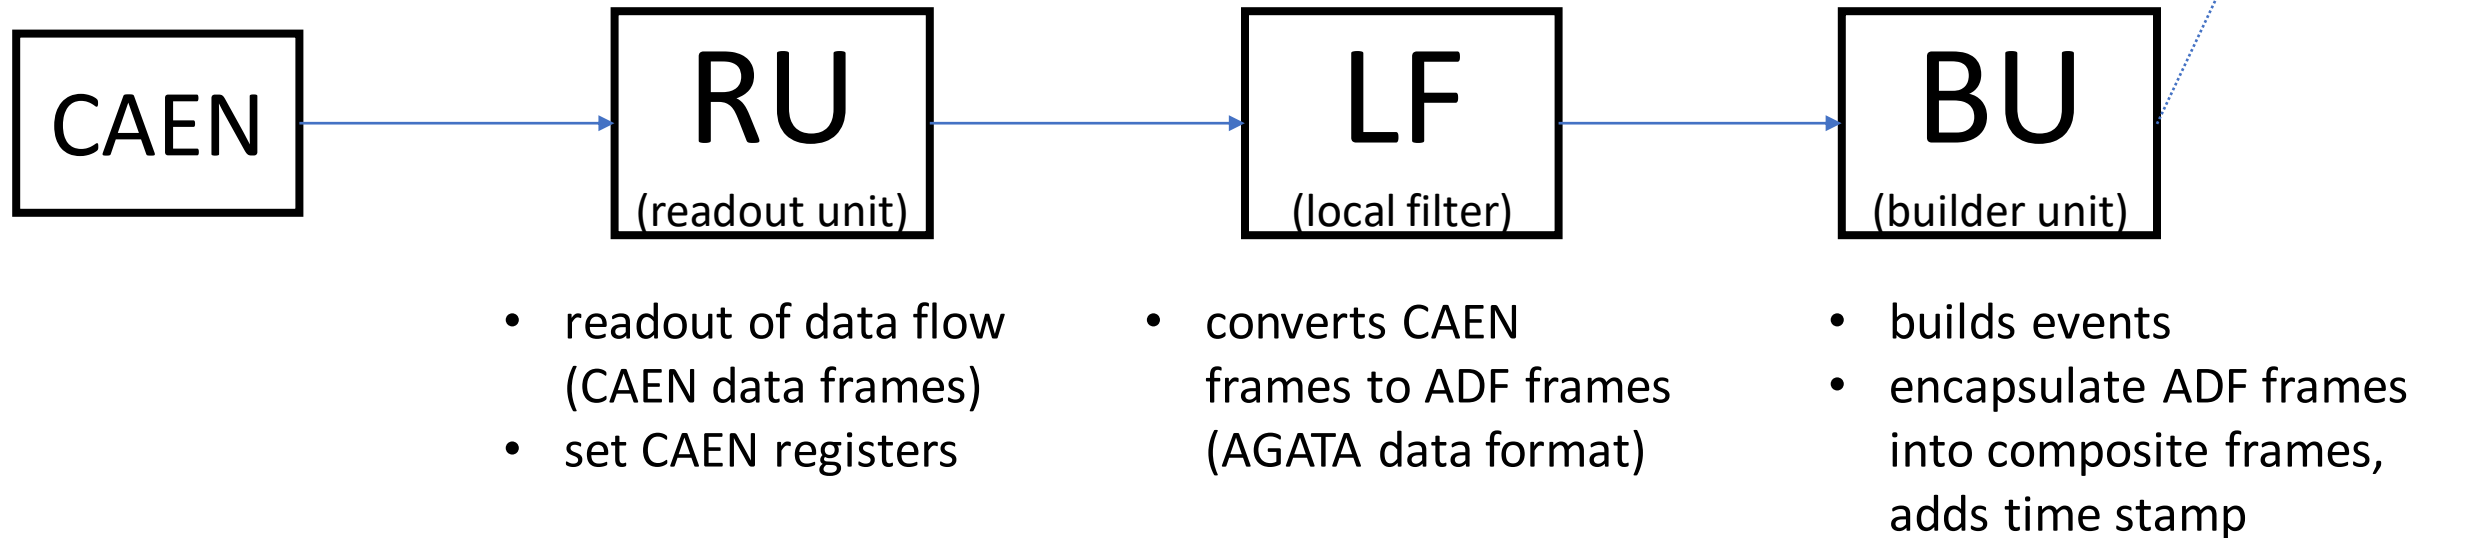 CAEN
RU
(readout unit)
LF
(local filter)
BU
(builder unit)
• readout of data flow
(CAEN data frames)
• set CAEN registers
• converts CAEN
frames to ADF frames
(AGATA data format)
• builds events
• encapsulate ADF frames
into composite frames,
adds time stamp